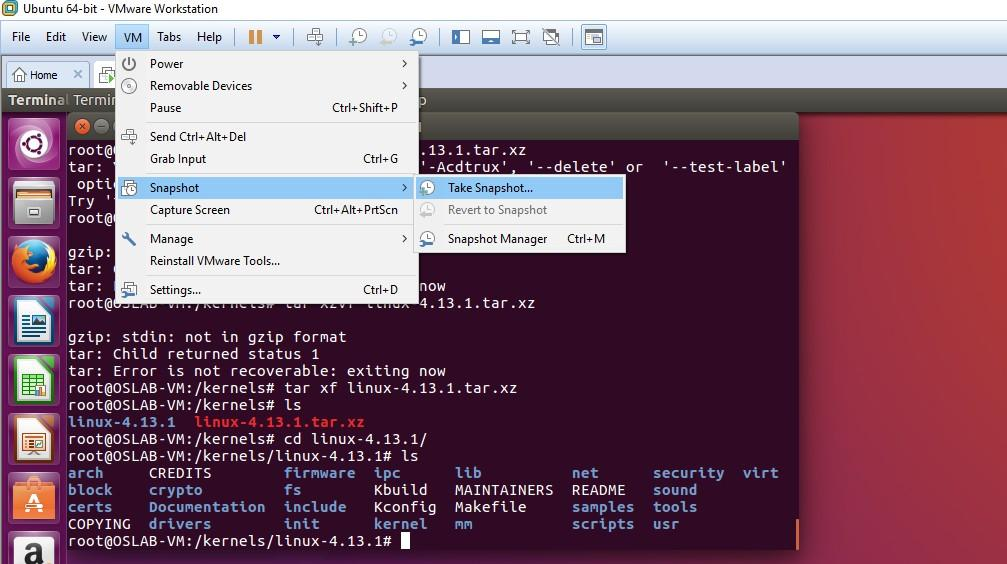 Ubuntu 64-bit - VMware Workstation
File Edit View VM Tabs Help
Home
Power
Removable Devices
Pause Ctrl+Shift+P
Send Ctrl+Alt+Del
Grab Input Ctrl+G
Snapshot
Capture Screen Ctrl+Alt+PrtScn
Manage
Reinstall VMware Tools...
Settings... Ctrl+D
Take Snapshot...
Revert to Snapshot
Snapshot Manager Ctrl+M
Terminal
root@ .13.1.tar.xz
tar: '-Acdtrux', '--delete' or '--test-label'
Try
root@
gzip:
tar:
tar: now
root@OSLAB-VM:/kernels# tar xzvf linux-4.13.1.tar.xz
gzip: stdin: not in gzip format
tar: Child returned status 1
tar: Error is not recoverable: exiting now
root@OSLAB-VM:/kernels# tar xf linux-4.13.1.tar.xz
root@OSLAB-VM:/kernels# ls
linux-4.13.1 linux-4.13.1.tar.xz
root@OSLAB-VM:/kernels# cd linux-4.13.1/
root@OSLAB-VM:/kernels/linux-4.13.1# ls
arch CREDITS firmware ipc lib net security virt
block crypto fs Kbuild MAINTAINERS README sound
certs Documentation include Kconfig Makefile samples tools
COPYING drivers init kernel mm scripts usr
root@OSLAB-VM:/kernels/linux-4.13.1#